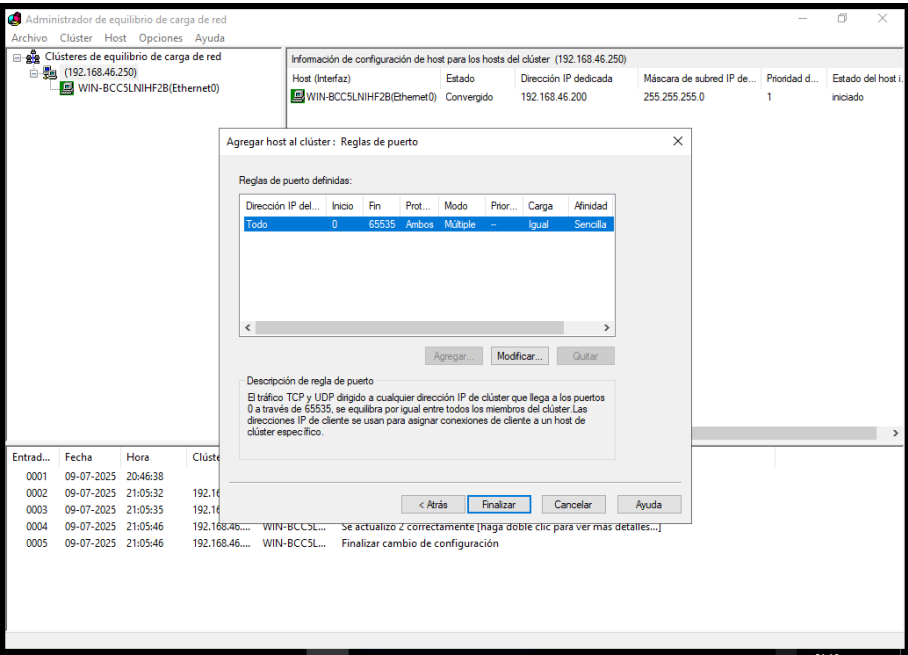 Administrador de equilibrio de carga de red
Archivo Clúster Host Opciones Ayuda
Clústeres de equilibrio de carga de red
(192.168.46.250)
WIN-BCC5LNIHF2B(Ethernet0)
Información de configuración de host para los hosts del clúster (192.168.46.250)
Host (Interfaz) Estado Dirección IP dedicada Máscara de subred IP de... Prioridad d... Estado del host i.
WIN-BCC5LNIHF2B(Ethernet0) Convergido 192.168.46.200 255.255.255.0 1 iniciado
Agregar host al clúster : Reglas de puerto
Reglas de puerto definidas:
Dirección IP del... Inicio Fin Prot... Modo Prior... Carga Afinidad
Todo 0 65535 Ambos Múltiple -- Igual Sencilla
Agregar... Modificar... Quitar
Descripción de regla de puerto
El tráfico TCP y UDP dirigido a cualquier dirección IP de clúster que llega a los puertos
0 a través de 65535, se equilibra por igual entre todos los miembros del clúster.Las
direcciones IP de cliente se usan para asignar conexiones de cliente a un host de
clúster específico.
< Atrás Finalizar Cancelar Ayuda
Entrad... Fecha Hora Clúste
0001 09-07-2025 20:46:38
0002 09-07-2025 21:05:32 192.16
0003 09-07-2025 21:05:35 192.16
0004 09-07-2025 21:05:46 192.168.46.... WIN-BCC5L... Se actualizó 2 correctamente [haga doble clic para ver más detalles...]
0005 09-07-2025 21:05:46 192.168.46.... WIN-BCC5L... Finalizar cambio de configuración